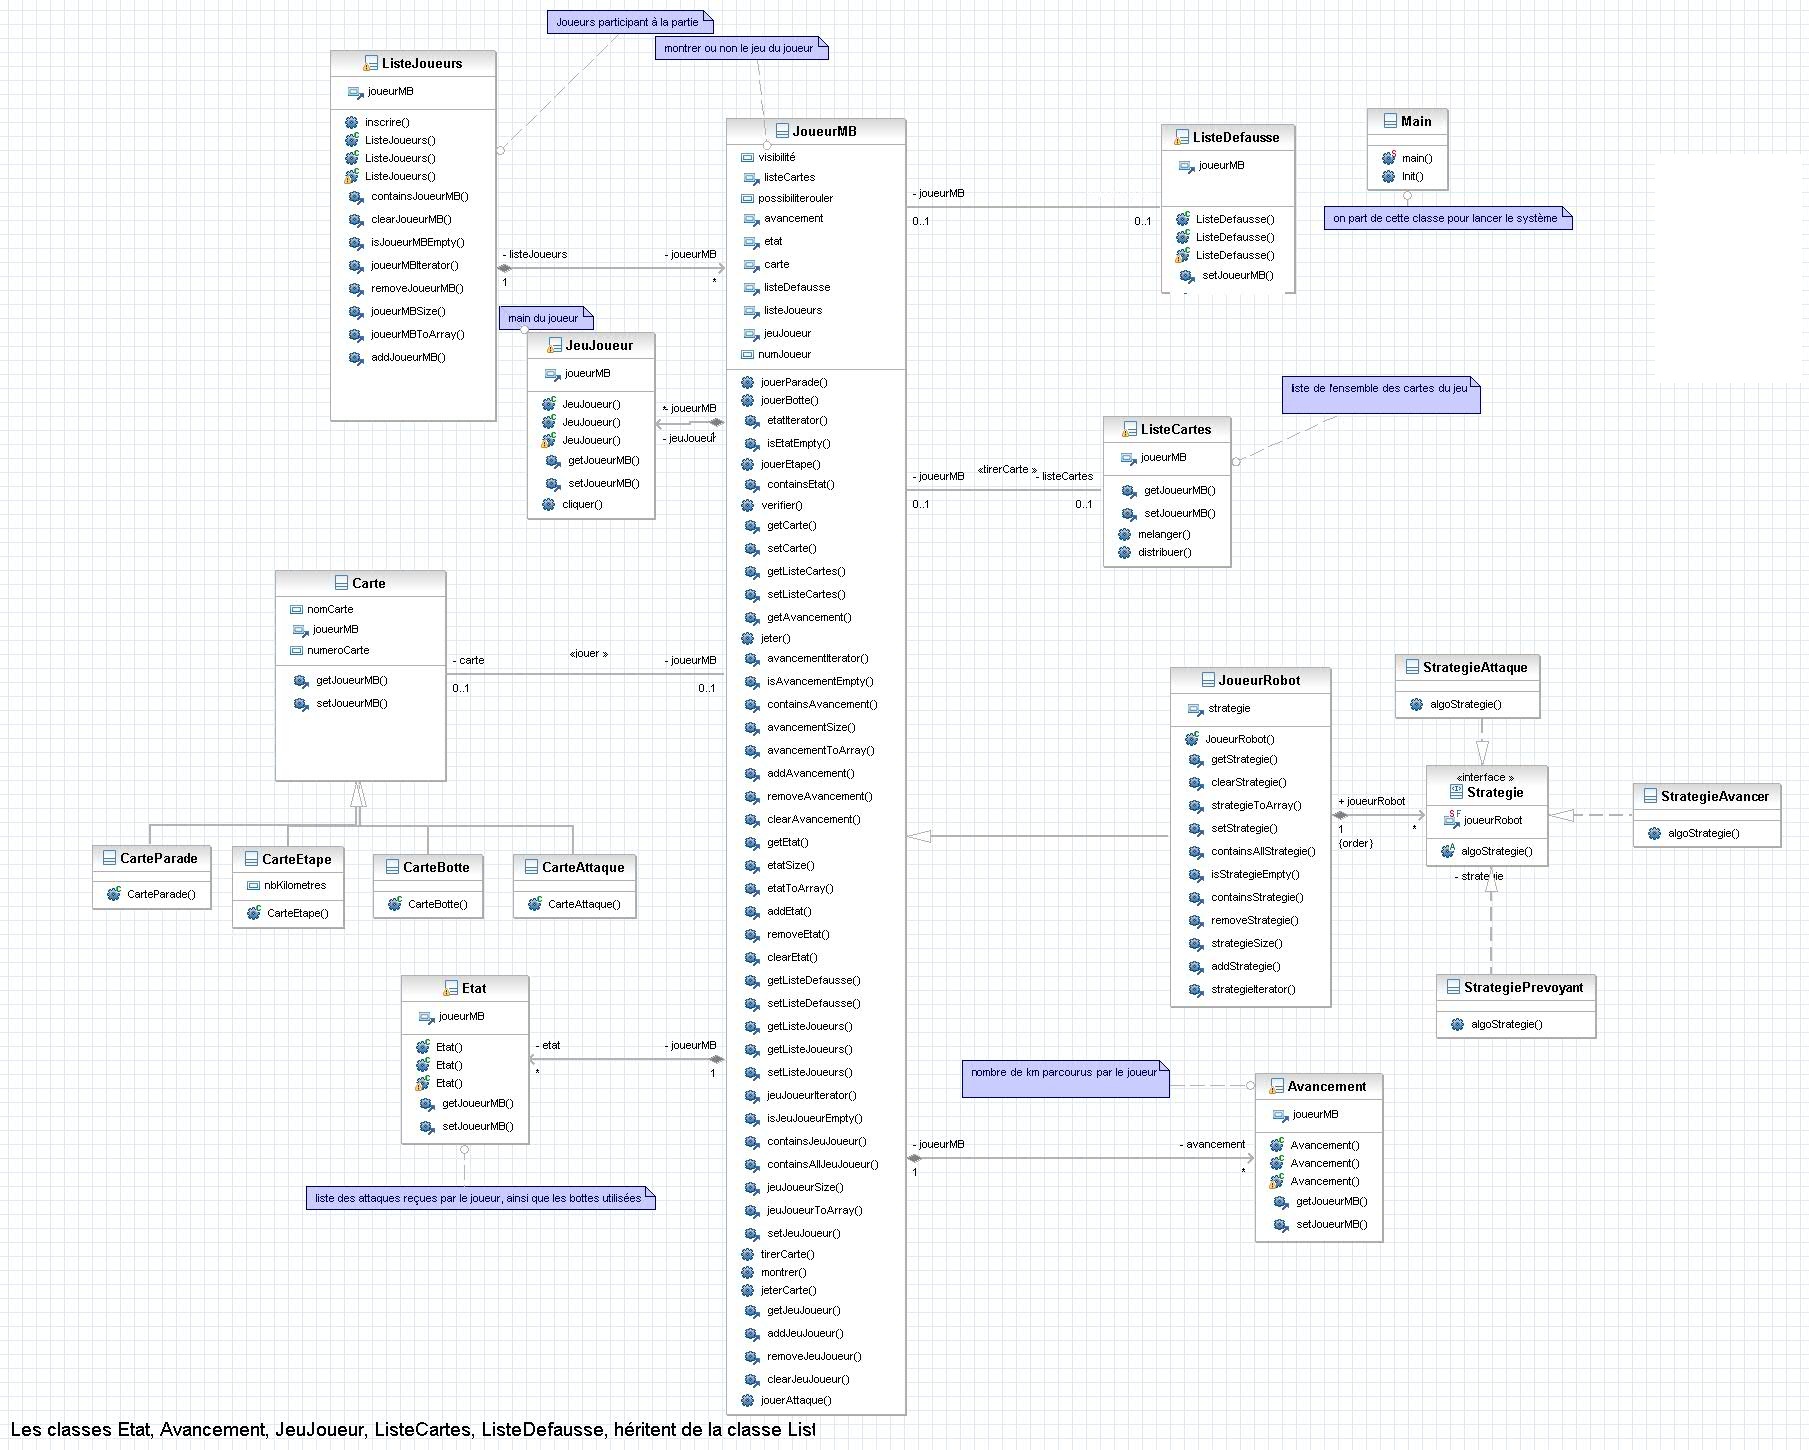 Joueurs participant à la partie
montrer ou non le jeu du joueur
ListeJoueurs
joueurMB
inscrire()
ListeJoueurs()
ListeJoueurs()
ListeJoueurs()
containsJoueurMB()
clearJoueurMB()
isJoueurMBEmpty()
joueurMBIterator()
removeJoueurMB()
joueurMBSize()
joueurMBToArray()
addJoueurMB()
- listeJoueurs
- joueurMB
1
*
main du joueur
JeuJoueur
joueurMB
JeuJoueur()
JeuJoueur()
JeuJoueur()
getJoueurMB()
setJoueurMB()
cliquer()
*
- joueurMB
- jeuJoueur
1
JoueurMB
visibilité
listeCartes
possibiliterouler
avancement
etat
carte
listeDefausse
listeJoueurs
jeuJoueur
numJoueur
jouerParade()
jouerBotte()
etatIterator()
isEtatEmpty()
jouerEtape()
containsEtat()
verifier()
getCarte()
setCarte()
getListeCartes()
setListeCartes()
getAvancement()
jeter()
avancementIterator()
isAvancementEmpty()
containsAvancement()
avancementSize()
avancementToArray()
addAvancement()
removeAvancement()
clearAvancement()
getEtat()
etatSize()
etatToArray()
addEtat()
removeEtat()
clearEtat()
getListeDefausse()
setListeDefausse()
getListeJoueurs()
getListeJoueurs()
setListeJoueurs()
jeuJoueurIterator()
isJeuJoueurEmpty()
containsJeuJoueur()
containsAllJeuJoueur()
jeuJoueurSize()
jeuJoueurToArray()
setJeuJoueur()
tirerCarte()
montrer()
jeterCarte()
getJeuJoueur()
addJeuJoueur()
removeJeuJoueur()
clearJeuJoueur()
jouerAttaque()
- joueurMB
0..1
0..1
ListeDefausse
joueurMB
ListeDefausse()
ListeDefausse()
ListeDefausse()
setJoueurMB()
Main
main()
Init()
on part de cette classe pour lancer le système
liste de l'ensemble des cartes du jeu
- joueurMB
«tirerCarte »
- listeCartes
0..1
0..1
ListeCartes
joueurMB
getJoueurMB()
setJoueurMB()
melanger()
distribuer()
Carte
nomCarte
joueurMB
numeroCarte
getJoueurMB()
setJoueurMB()
- carte
«jouer »
- joueurMB
0..1
0..1
CarteParade
CarteParade()
CarteEtape
nbKilometres
CarteEtape()
CarteBotte
CarteBotte()
CarteAttaque
CarteAttaque()
JoueurRobot
strategie
JoueurRobot()
getStrategie()
clearStrategie()
strategieToArray()
setStrategie()
containsAllStrategie()
isStrategieEmpty()
containsStrategie()
removeStrategie()
strategieSize()
addStrategie()
strategieIterator()
+ joueurRobot
1
*
{order}
StrategieAttaque
algoStrategie()
«interface »
Strategie
joueurRobot
algoStrategie()
- strategie
StrategieAvancer
algoStrategie()
StrategiePrevoyant
algoStrategie()
Etat
joueurMB
Etat()
Etat()
Etat()
getJoueurMB()
setJoueurMB()
- etat
- joueurMB
*
1
liste des attaques reçues par le joueur, ainsi que les bottes utilisées
nombre de km parcourus par le joueur
- joueurMB
- avancement
1
*
Avancement
joueurMB
Avancement()
Avancement()
Avancement()
getJoueurMB()
setJoueurMB()
Les classes Etat, Avancement, JeuJoueur, ListeCartes, ListeDefausse, héritent de la classe List